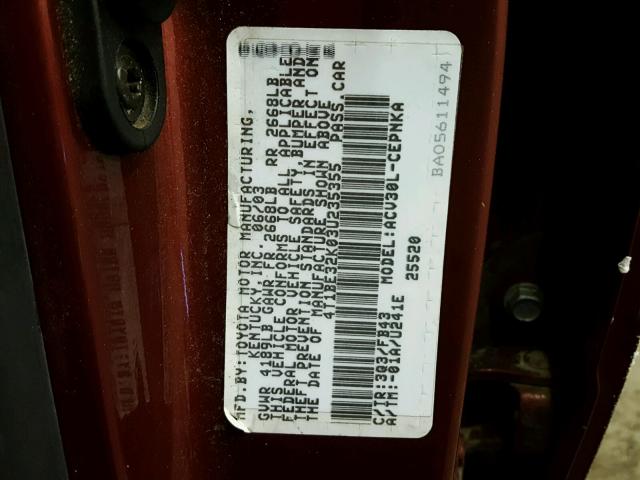 MFD.BY:TOYOTA MOTOR MANUFACTURING,
KENTUCKY,INC. 06/03
GVWR 4189LB GAWR FR 2668LB RR 2668LB
THIS VEHICLE CONFORMS TO ALL APPLICABLE
FEDERAL MOTOR VEHICLE SAFETY, BUMPER AND
THEFT PREVENTION STANDARDS IN EFFECT ON
THE DATE OF MANUFACTURE SHOWN ABOVE
4T1BE32K03U235355 PASS.CAR
C/TR:3Q3/FB43 MODEL:ACV30L-CEPNKA
A/TM:-01A/U241E 25520
BA05611494